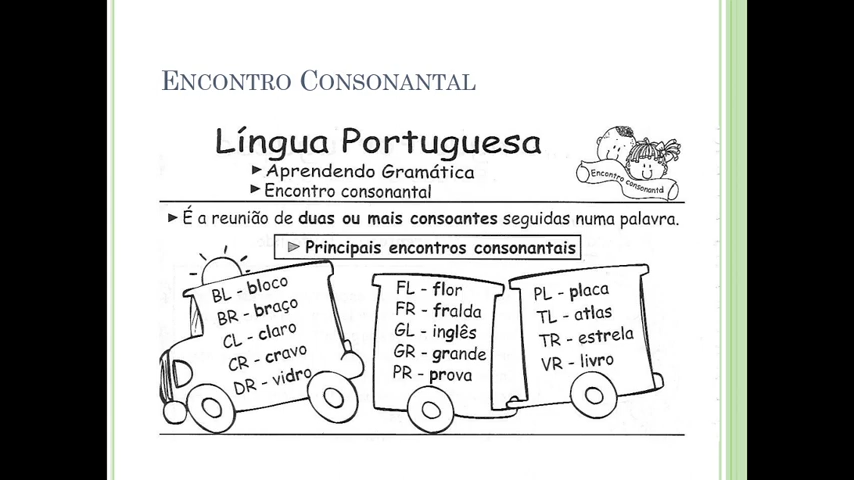 ENCONTRO CONSONANTAL
Língua Portuguesa
Aprendendo Gramática
Encontro consonantal
Encontro consonantal
É a reunião de duas ou mais consoantes seguidas numa palavra.
Principais encontros consonantais
BL - bloco
BR - braço
CL - claro
CR - cravo
DR - vidro
FL - flor
FR - fralda
GL - inglês
GR - grande
PR - prova
PL - placa
TL - atlas
TR - estrela
VR - livro